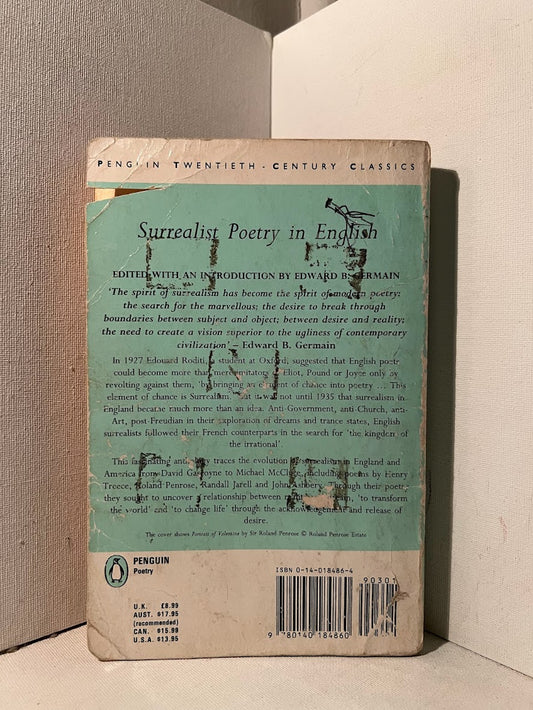 PENGUIN TWENTIETH-CENTURY CLASSICS
Surrealist Poetry in English
EDITED WITH AN INTRODUCTION BY EDWARD B. GERMAIN
'The spirit of surrealism has become the spirit of modern poetry:
the search for the marvellous; the desire to break through
boundaries between subject and object; between desire and reality;
the need to create a vision superior to the ugliness of contemporary
civilization' – Edward B. Germain
In 1927 Edouard Roditi, a student at Oxford, suggested that English poetry
could become more than mere Eliot, Pound or Joyce only by
revolting against them, 'bringing an element of chance into poetry ... This
element of chance is Surrealism.' it was not until 1935 that surrealism in
England became much more than an idea. Anti-Government, anti-Church, anti-
Art, post-Freudian in their exploration of dreams and trance states, English
surrealists followed their French counterparts in the search for 'the kingdom of
the irrational'.
This fascinating anthology traces the evolution of surrealism in England and
America from David Gascoyne to Michael McClure, including poems by Henry
Treece, Roland Penrose, Randall Jarell and John Ashbery. Through their poetry
they sought to uncover a relationship between 'to transform
the world' and 'to change life' through the acknowledgement and release of
desire.
The cover shows Portrait of Valentine by Sir Roland Penrose © Roland Penrose Estate
PENGUIN
Poetry
U.K. £8.99
AUST. $17.95
(recommended)
CAN. $15.99
U.S.A. $13.95
ISBN 0-14-018486-4
90301
9 780140 184860